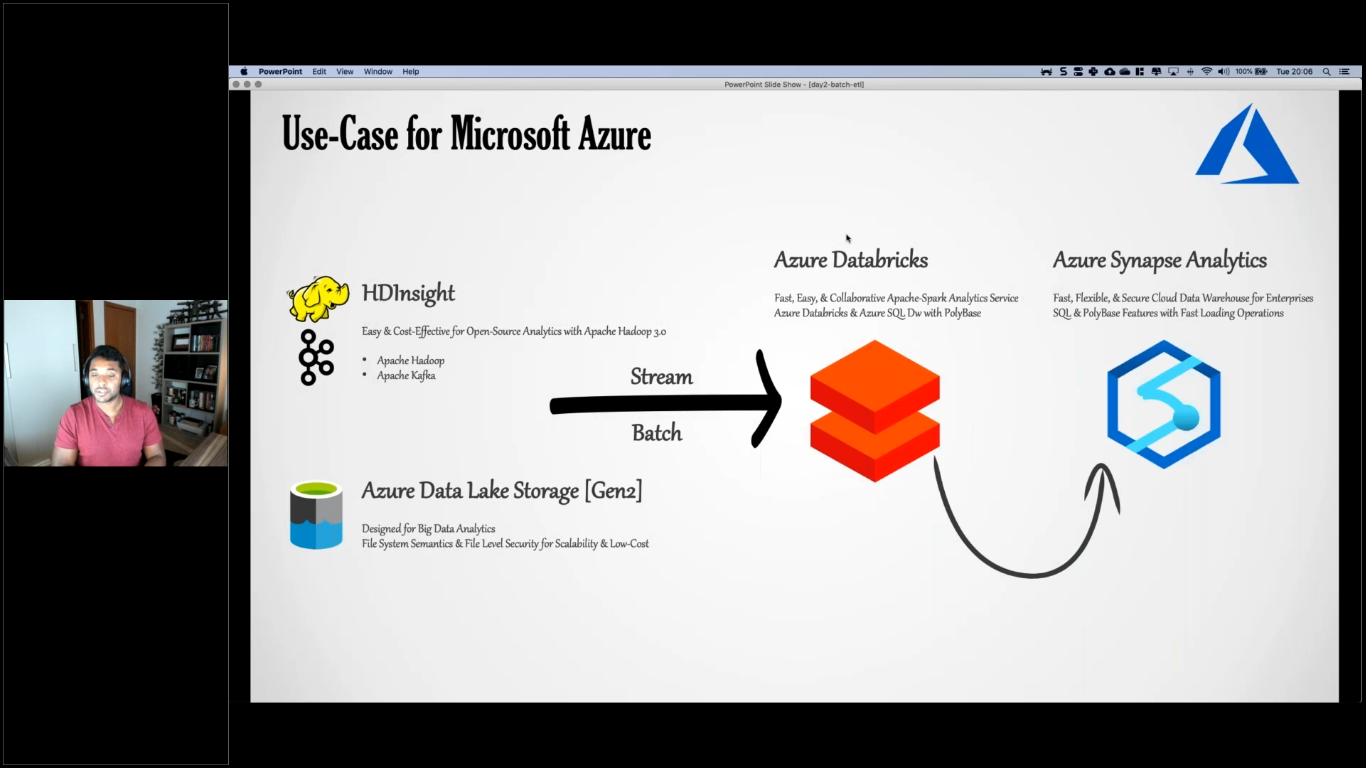 PowerPoint Edit View Window Help
100% Tue 20:06
PowerPoint Slide Show - [day2-batch-etl]
Use-Case for Microsoft Azure
HDInsight
Easy & Cost-Effective for Open-Source Analytics with Apache Hadoop 3.0
• Apache Hadoop
• Apache Kafka
Stream
Batch
Azure Data Lake Storage [Gen2]
Designed for Big Data Analytics
File System Semantics & File Level Security for Scalability & Low-Cost
Azure Databricks
Fast, Easy, & Collaborative Apache-Spark Analytics Service
Azure Databricks & Azure SQL Dw with PolyBase
Azure Synapse Analytics
Fast, Flexible, & Secure Cloud Data Warehouse for Enterprises
SQL & PolyBase Features with Fast Loading Operations